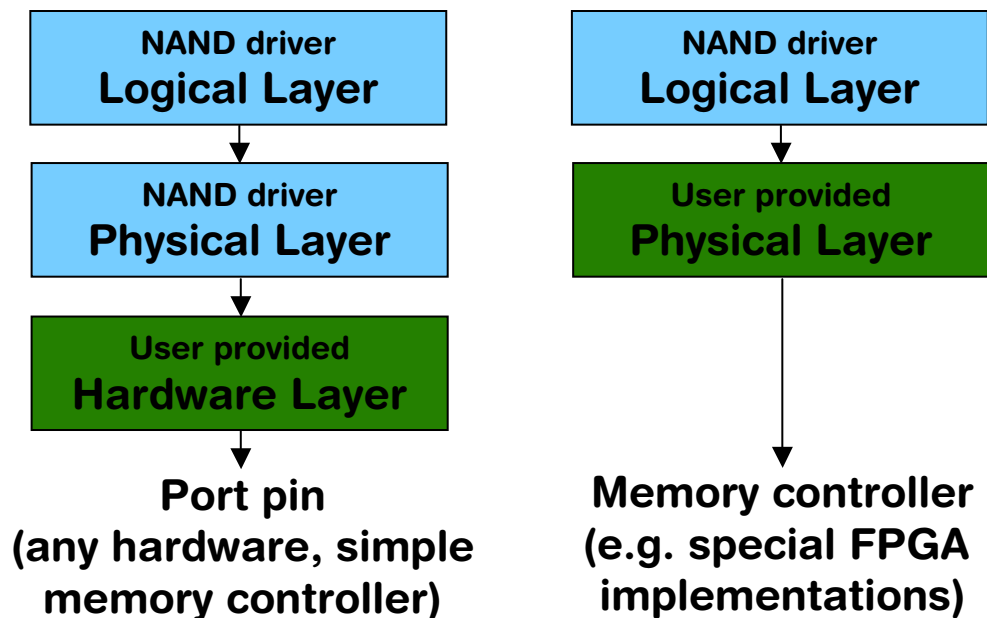 NAND driver
Logical Layer
NAND driver
Physical Layer
User provided
Hardware Layer
Port pin
(any hardware, simple
memory controller)
NAND driver
Logical Layer
User provided
Physical Layer
Memory controller
(e.g. special FPGA
implementations)